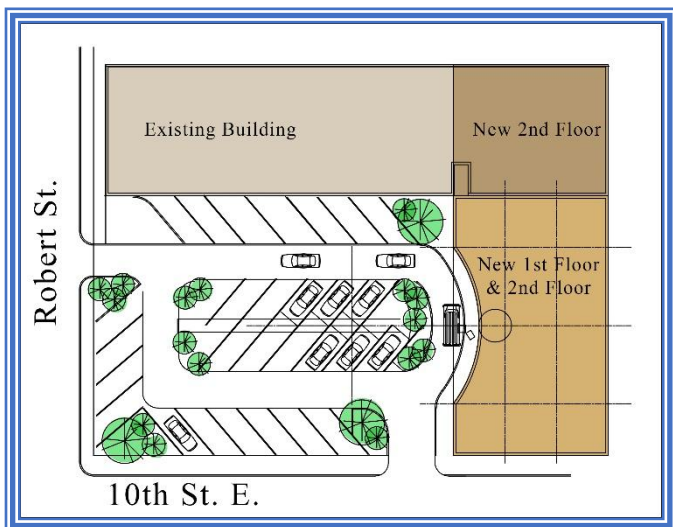 Existing Building
New 2nd Floor
Robert St.
New 1st Floor
& 2nd Floor
10th St. E.